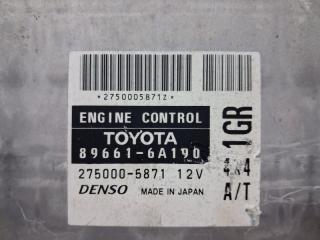 *2750005871Z*
ENGINE CONTROL
TOYOTA
89661-6A190
275000-5871 12V
DENSO MADE IN JAPAN
1GR
4x4
A/T